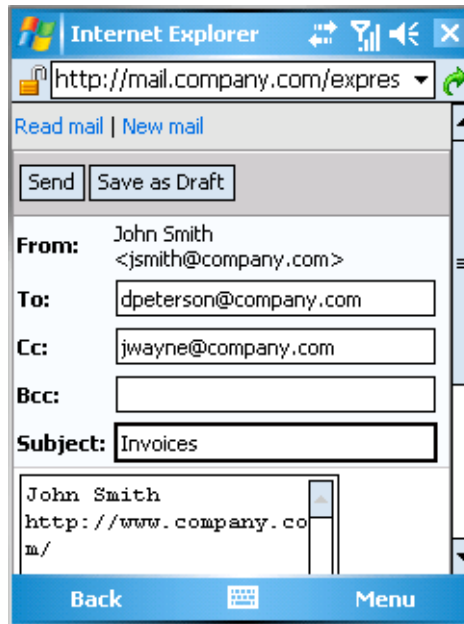 Internet Explorer
http://mail.company.com/expres
Read mail | New mail
Send Save as Draft
From: John Smith
<jsmith@company.com>
To: dpeterson@company.com
Cc: jwayne@company.com
Bcc:
Subject: Invoices
John Smith
http://www.company.co
m/
Back Menu